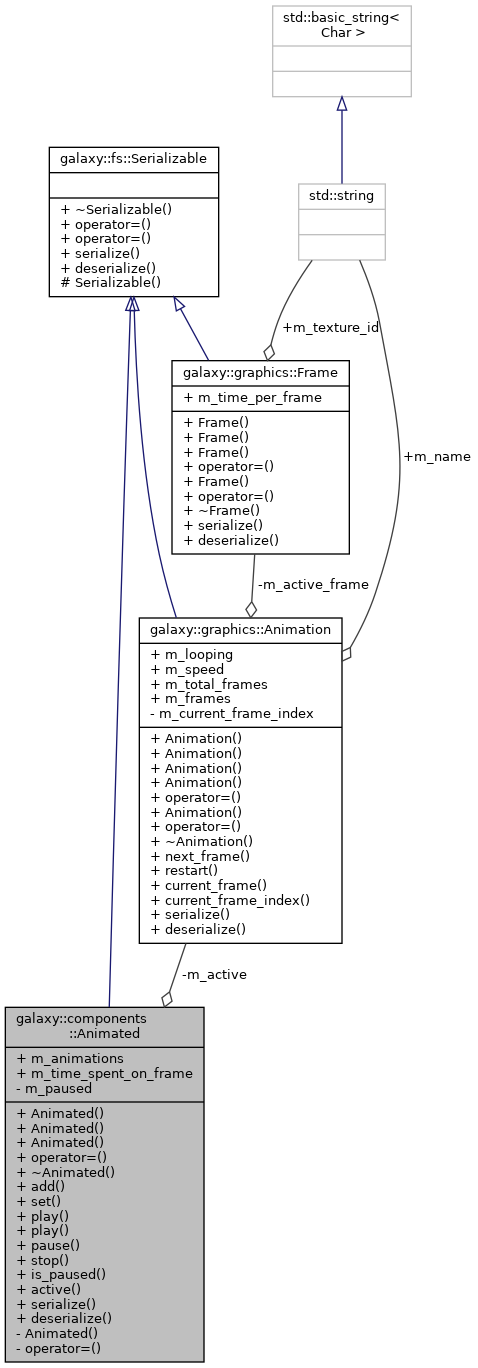 std::basic_string<
Char >
galaxy::fs::Serializable
+ ~Serializable()
+ operator=()
+ operator=()
+ serialize()
+ deserialize()
# Serializable()
std::string
+m_texture_id
galaxy::graphics::Frame
+ m_time_per_frame
+ Frame()
+ Frame()
+ Frame()
+ operator=()
+ Frame()
+ operator=()
+ ~Frame()
+ serialize()
+ deserialize()
+m_name
-m_active_frame
galaxy::graphics::Animation
+ m_looping
+ m_speed
+ m_total_frames
+ m_frames
- m_current_frame_index
+ Animation()
+ Animation()
+ Animation()
+ Animation()
+ operator=()
+ Animation()
+ operator=()
+ ~Animation()
+ next_frame()
+ restart()
+ current_frame()
+ current_frame_index()
+ serialize()
+ deserialize()
-m_active
galaxy::components
::Animated
+ m_animations
+ m_time_spent_on_frame
- m_paused
+ Animated()
+ Animated()
+ Animated()
+ operator=()
+ ~Animated()
+ add()
+ set()
+ play()
+ play()
+ pause()
+ stop()
+ is_paused()
+ active()
+ serialize()
+ deserialize()
- Animated()
- operator=()